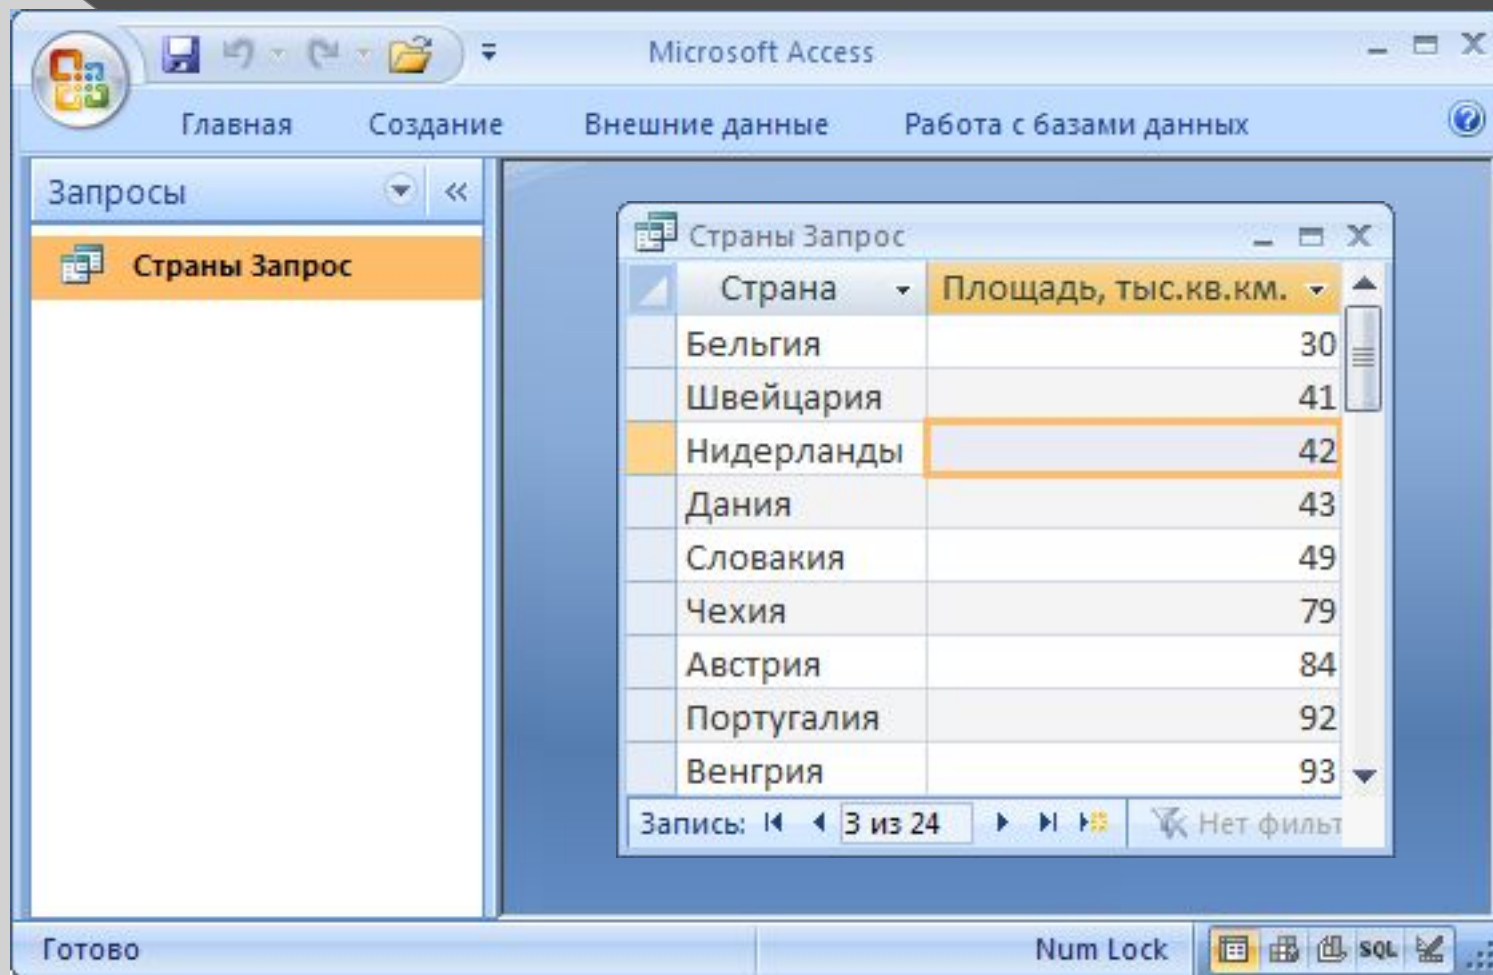 Microsoft Access
Главная Создание Внешние данные Работа с базами данных
Запросы
Страны Запрос
Страны Запрос
Страна Площадь, тыс.кв.км.
Бельгия 30
Швейцария 41
Нидерланды 42
Дания 43
Словакия 49
Чехия 79
Австрия 84
Португалия 92
Венгрия 93
Запись: 3 из 24 Нет фильт
Готово Num Lock SQL